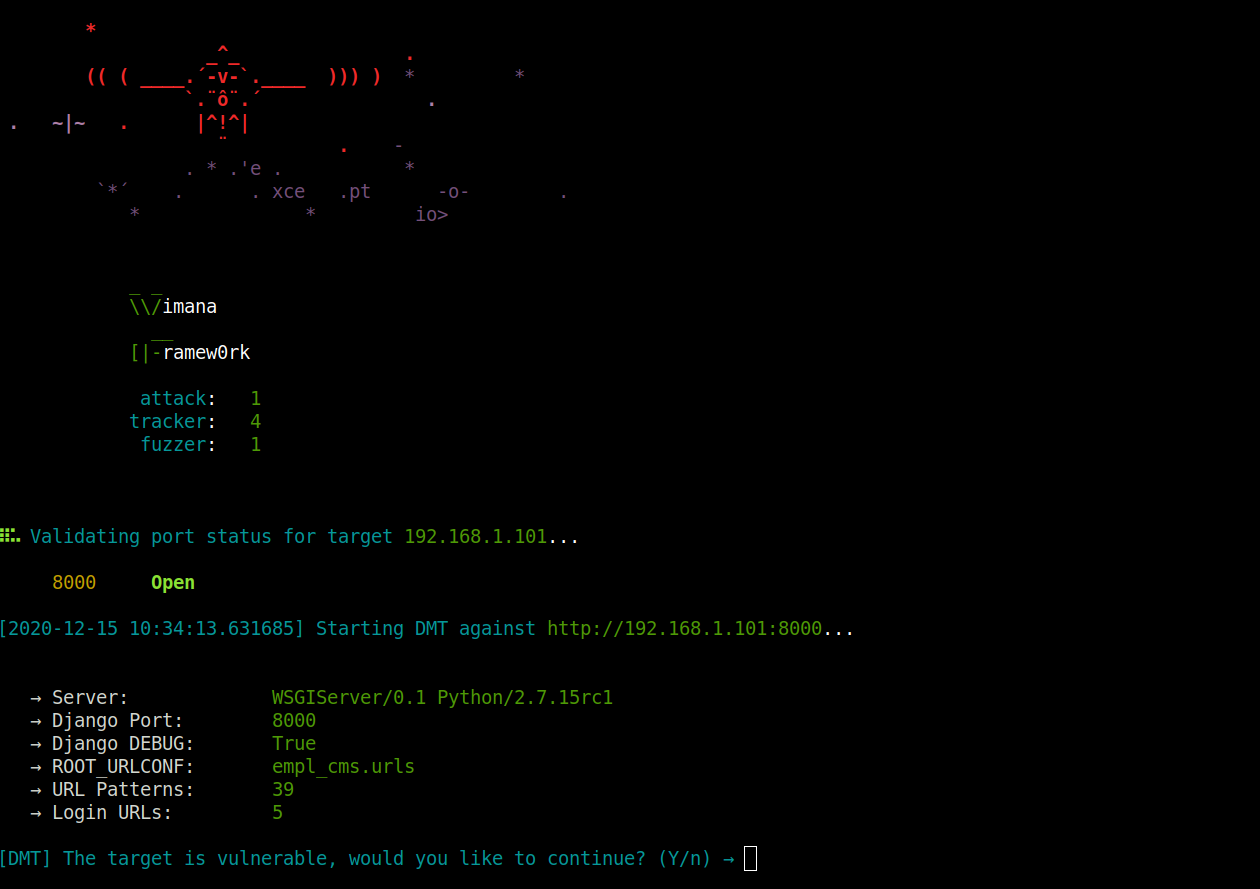 *
_^_ .
(( ( ____.´-v-`.____ ))) ) * *
`.¨ô¨.´ .
. ~|~ . |^!^|
¨ . -
. * .'e . *
`*´ . . xce .pt -o- .
* * io>
_ _
\\/imana
__
[|-ramew0rk
attack: 1
tracker: 4
fuzzer: 1
Validating port status for target 192.168.1.101...
8000 Open
[2020-12-15 10:34:13.631685] Starting DMT against http://192.168.1.101:8000...
→ Server: WSGIServer/0.1 Python/2.7.15rc1
→ Django Port: 8000
→ Django DEBUG: True
→ ROOT_URLCONF: empl_cms.urls
→ URL Patterns: 39
→ Login URLs: 5
[DMT] The target is vulnerable, would you like to continue? (Y/n) →